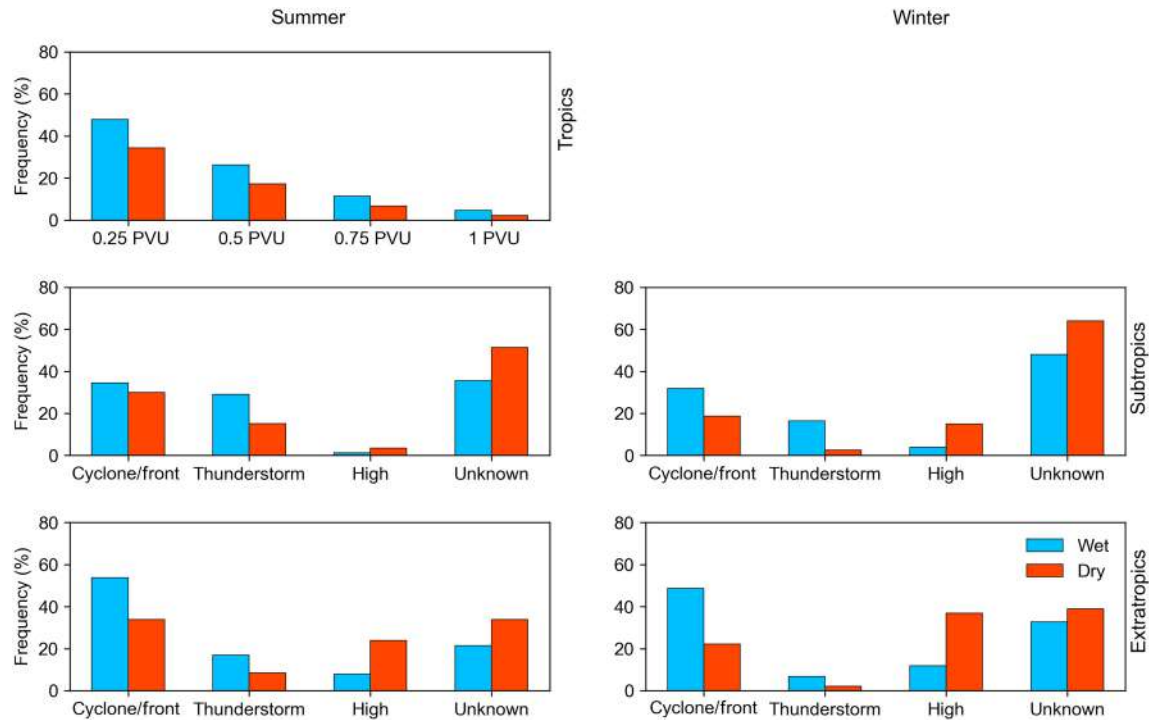 Summer
Winter
80
60
40
20
0
Frequency (%)
0.25 PVU 0.5 PVU 0.75 PVU 1 PVU
Tropics
80
60
40
20
0
Frequency (%)
Cyclone/front Thunderstorm High Unknown
80
60
40
20
0
Cyclone/front Thunderstorm High Unknown
Subtropics
80
60
40
20
0
Frequency (%)
Cyclone/front Thunderstorm High Unknown
80
60
40
20
0
Wet
Dry
Cyclone/front Thunderstorm High Unknown
Extratropics